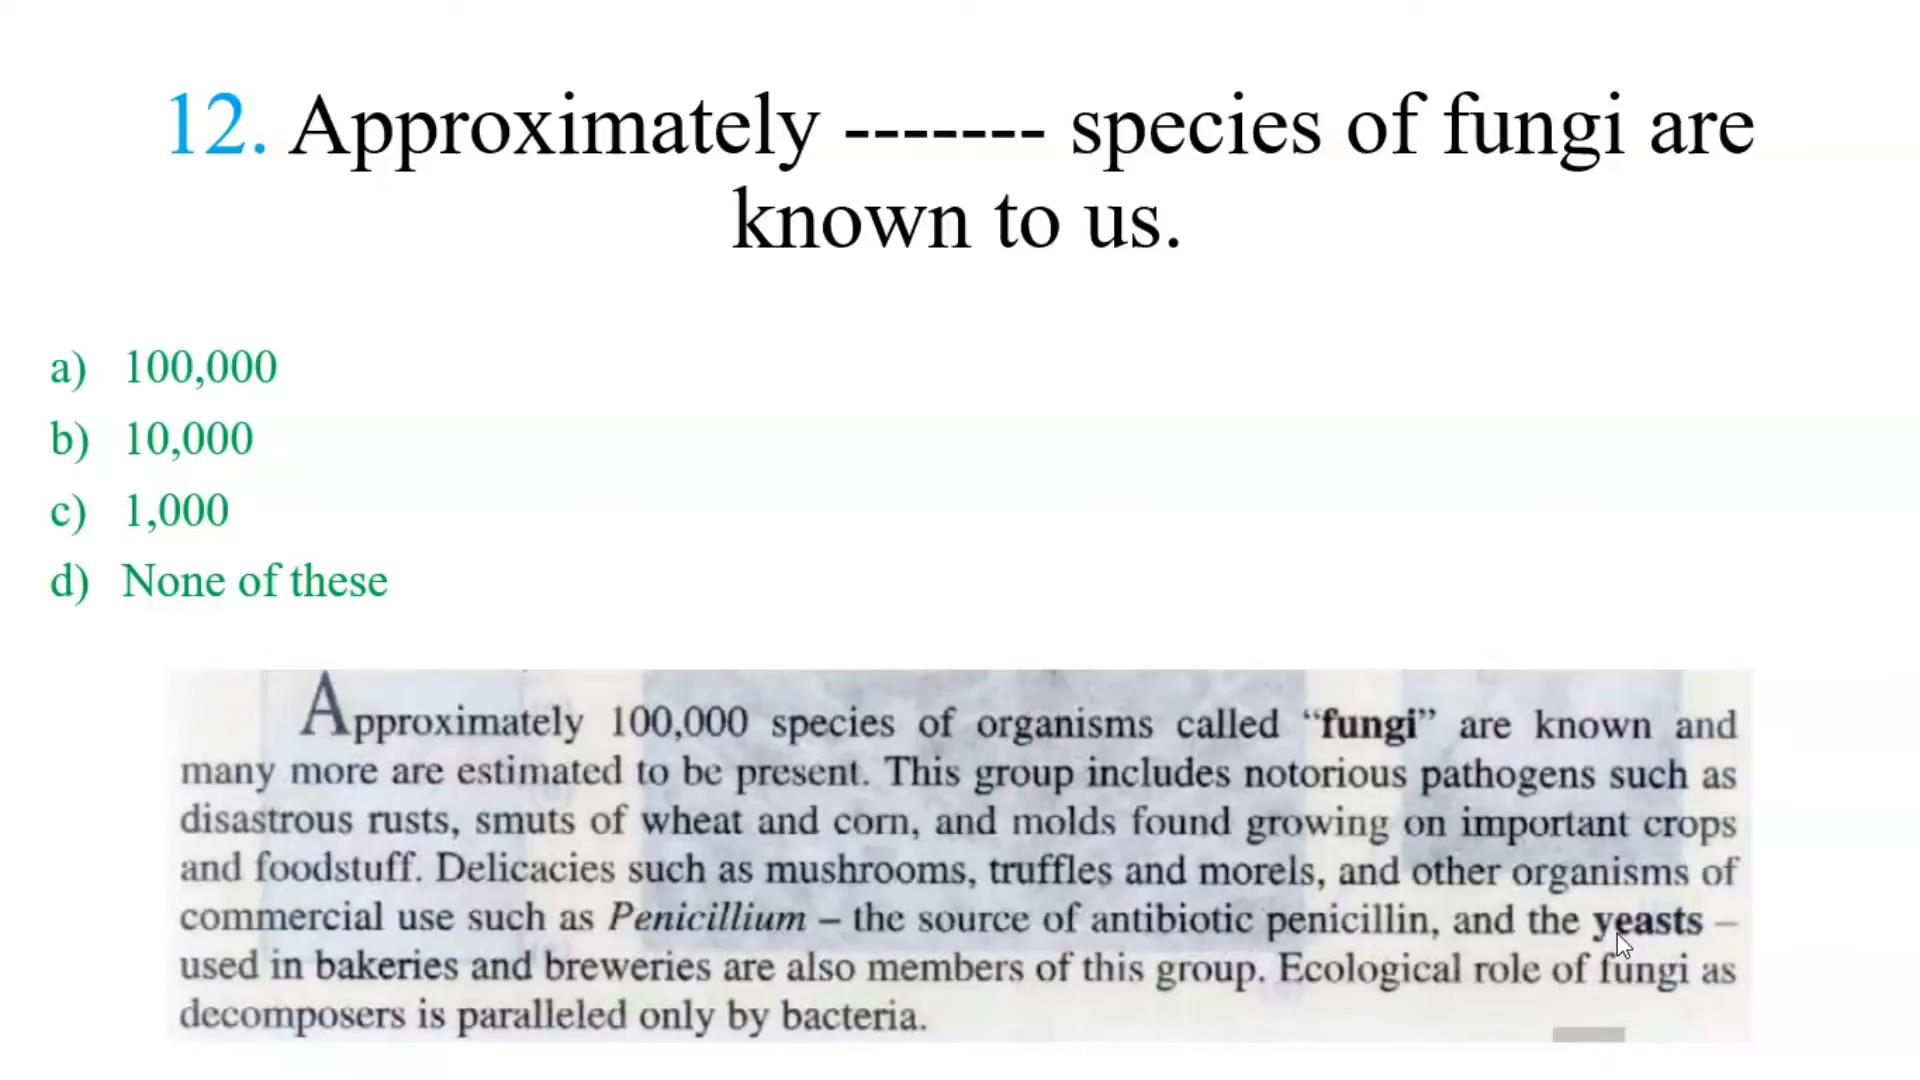 12. Approximately ------- species of fungi are
known to us.
a) 100,000
b) 10,000
c) 1,000
d) None of these
Approximately 100,000 species of organisms called “fungi” are known and
many more are estimated to be present. This group includes notorious pathogens such as
disastrous rusts, smuts of wheat and corn, and molds found growing on important crops
and foodstuff. Delicacies such as mushrooms, truffles and morels, and other organisms of
commercial use such as Penicillium – the source of antibiotic penicillin, and the yeasts –
used in bakeries and breweries are also members of this group. Ecological role of fungi as
decomposers is paralleled only by bacteria.